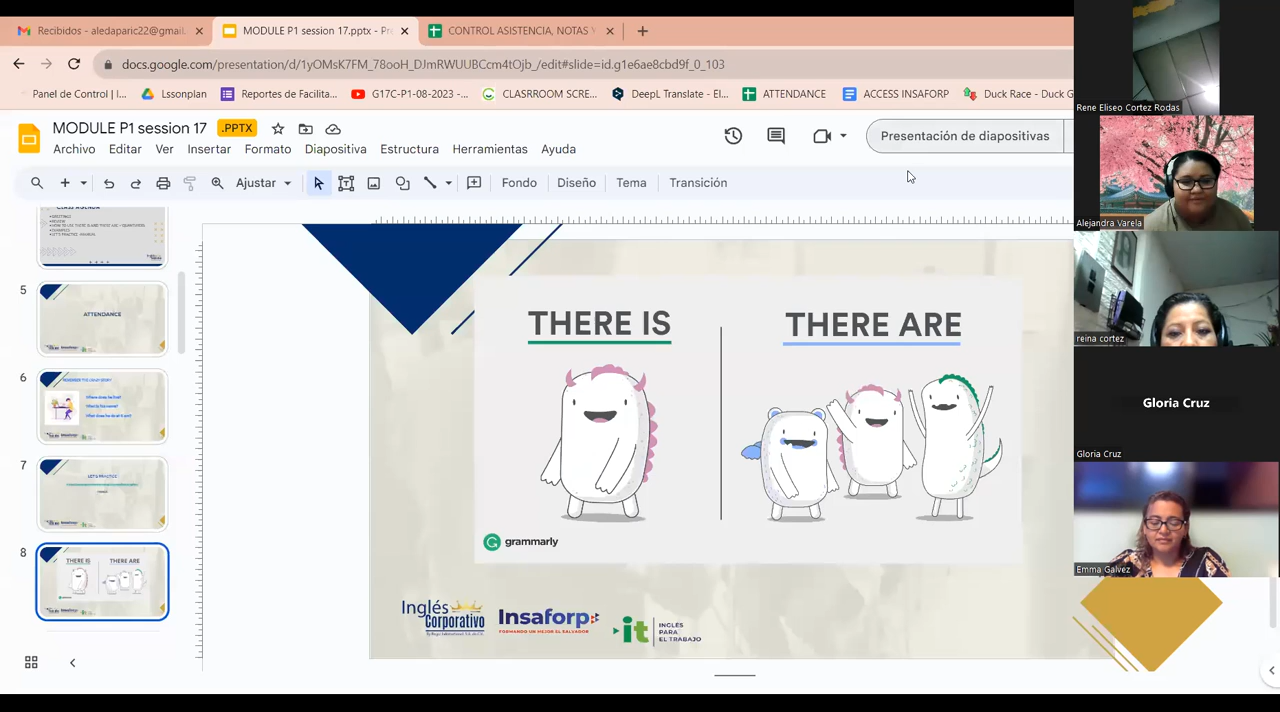 Recibidos - aledaparic22@gmail.
MODULE P1 session 17.pptx - Pre
CONTROL ASISTENCIA, NOTAS Y
docs.google.com/presentation/d/1yOMsK7FM_78ooH_DJmRWUUBCcm4tOjb_/edit#slide=id.g1e6ae8cbd9f_0_103
Panel de Control | I...
Lssonplan
Reportes de Facilita...
G17C-P1-08-2023 -...
CLASRROOM SCRE...
DeepL Translate - El...
ATTENDANCE
ACCESS INSAFORP
Duck Race - Duck G
MODULE P1 session 17
.PPTX
Archivo Editar Ver Insertar Formato Diapositiva Estructura Herramientas Ayuda
Presentación de diapositivas
Ajustar
Fondo Diseño Tema Transición
CLASS AGENDA
5
ATTENDANCE
6
7
LET'S PRACTICE
8
THERE IS THERE ARE
THERE IS
THERE ARE
grammarly
Inglés
Corporativo
Insaforp
FORMANDO UN MEJOR EL SALVADOR
it
INGLÉS
PARA
EL TRABAJO
Rene Eliseo Cortez Rodas
Alejandra Varela
reina cortez
Gloria Cruz
Gloria Cruz
Emma Galvez